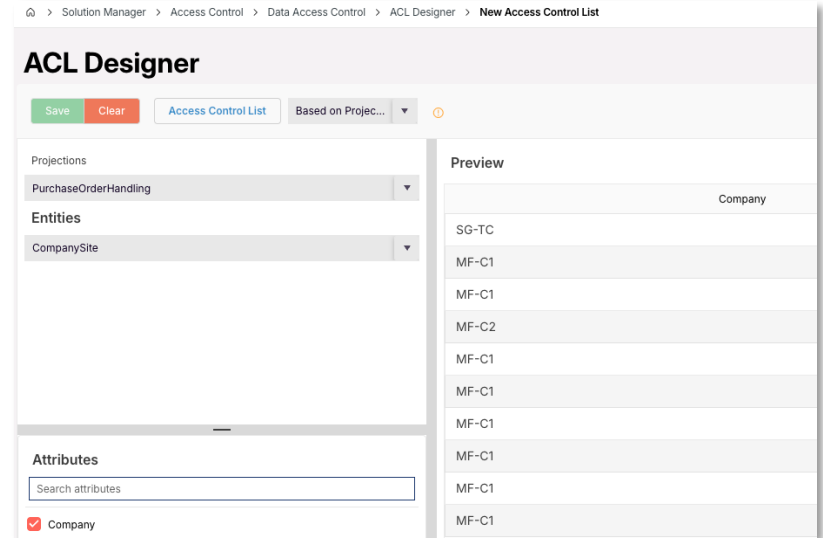 > Solution Manager > Access Control > Data Access Control > ACL Designer > New Access Control List
ACL Designer
Save Clear Access Control List Based on Projec...
Projections
PurchaseOrderHandling
Entities
CompanySite
Attributes
Search attributes
Company
Preview
Company
SG-TC
MF-C1
MF-C1
MF-C2
MF-C1
MF-C1
MF-C1
MF-C1
MF-C1
MF-C1